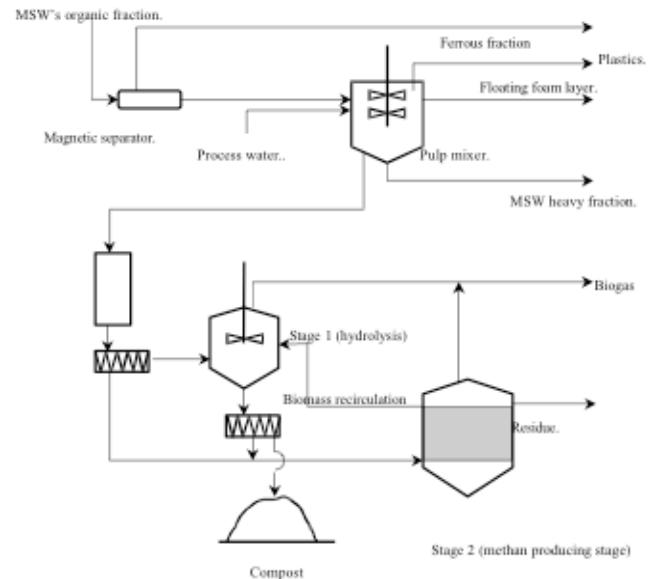 MSW's organic fraction.
Ferrous fraction
Plastics.
Floating foam layer.
Magnetic separator.
Process water..
Pulp mixer.
MSW heavy fraction.
Biogas
Stage 1 (hydrolysis)
Biomass recirculation
Residue.
Stage 2 (methan producing stage)
Compost